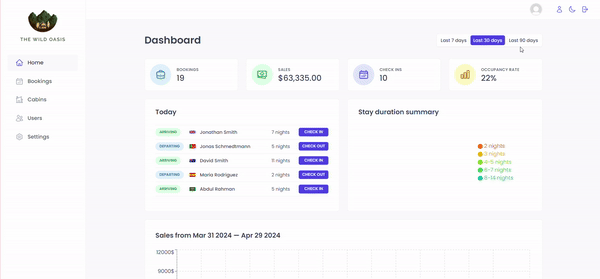 THE WILD OASIS
Home
Bookings
Cabins
Users
Settings
Dashboard
Last 7 days Last 30 days Last 90 days
BOOKINGS
19
SALES
$63,335.00
CHECK INS
10
OCCUPANCY RATE
22%
Today
ARRIVING Jonathan Smith 7 nights CHECK IN
DEPARTING Jonas Schmedtmann 5 nights CHECK OUT
ARRIVING David Smith 11 nights CHECK IN
DEPARTING Maria Rodriguez 2 nights CHECK OUT
ARRIVING Abdul Rahman 5 nights CHECK IN
Stay duration summary
2 nights
3 nights
4-5 nights
6-7 nights
8-14 nights
Sales from Mar 31 2024 — Apr 29 2024
12000$
9000$